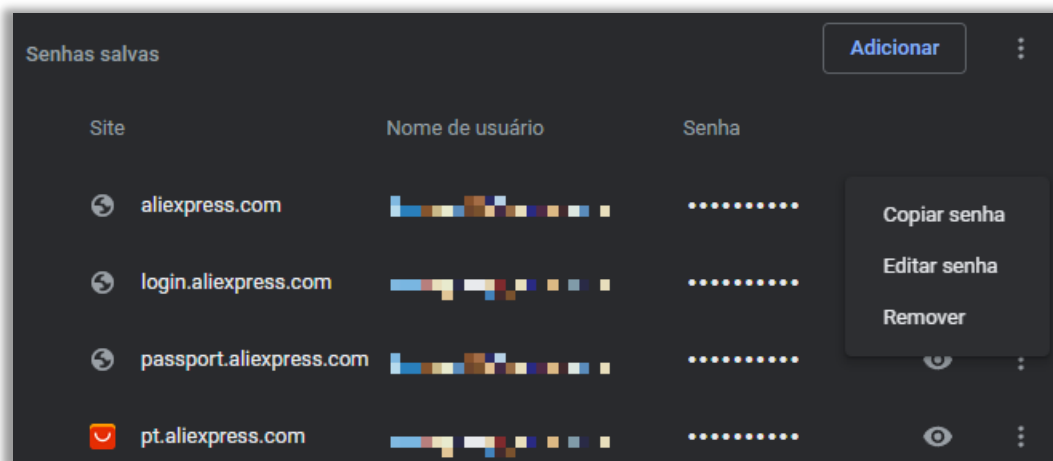 Senhas salvas
Adicionar
Site Nome de usuário Senha
aliexpress.com ••••••••••
Copiar senha
login.aliexpress.com ••••••••••
Editar senha
Remover
passport.aliexpress.com ••••••••••
pt.aliexpress.com ••••••••••